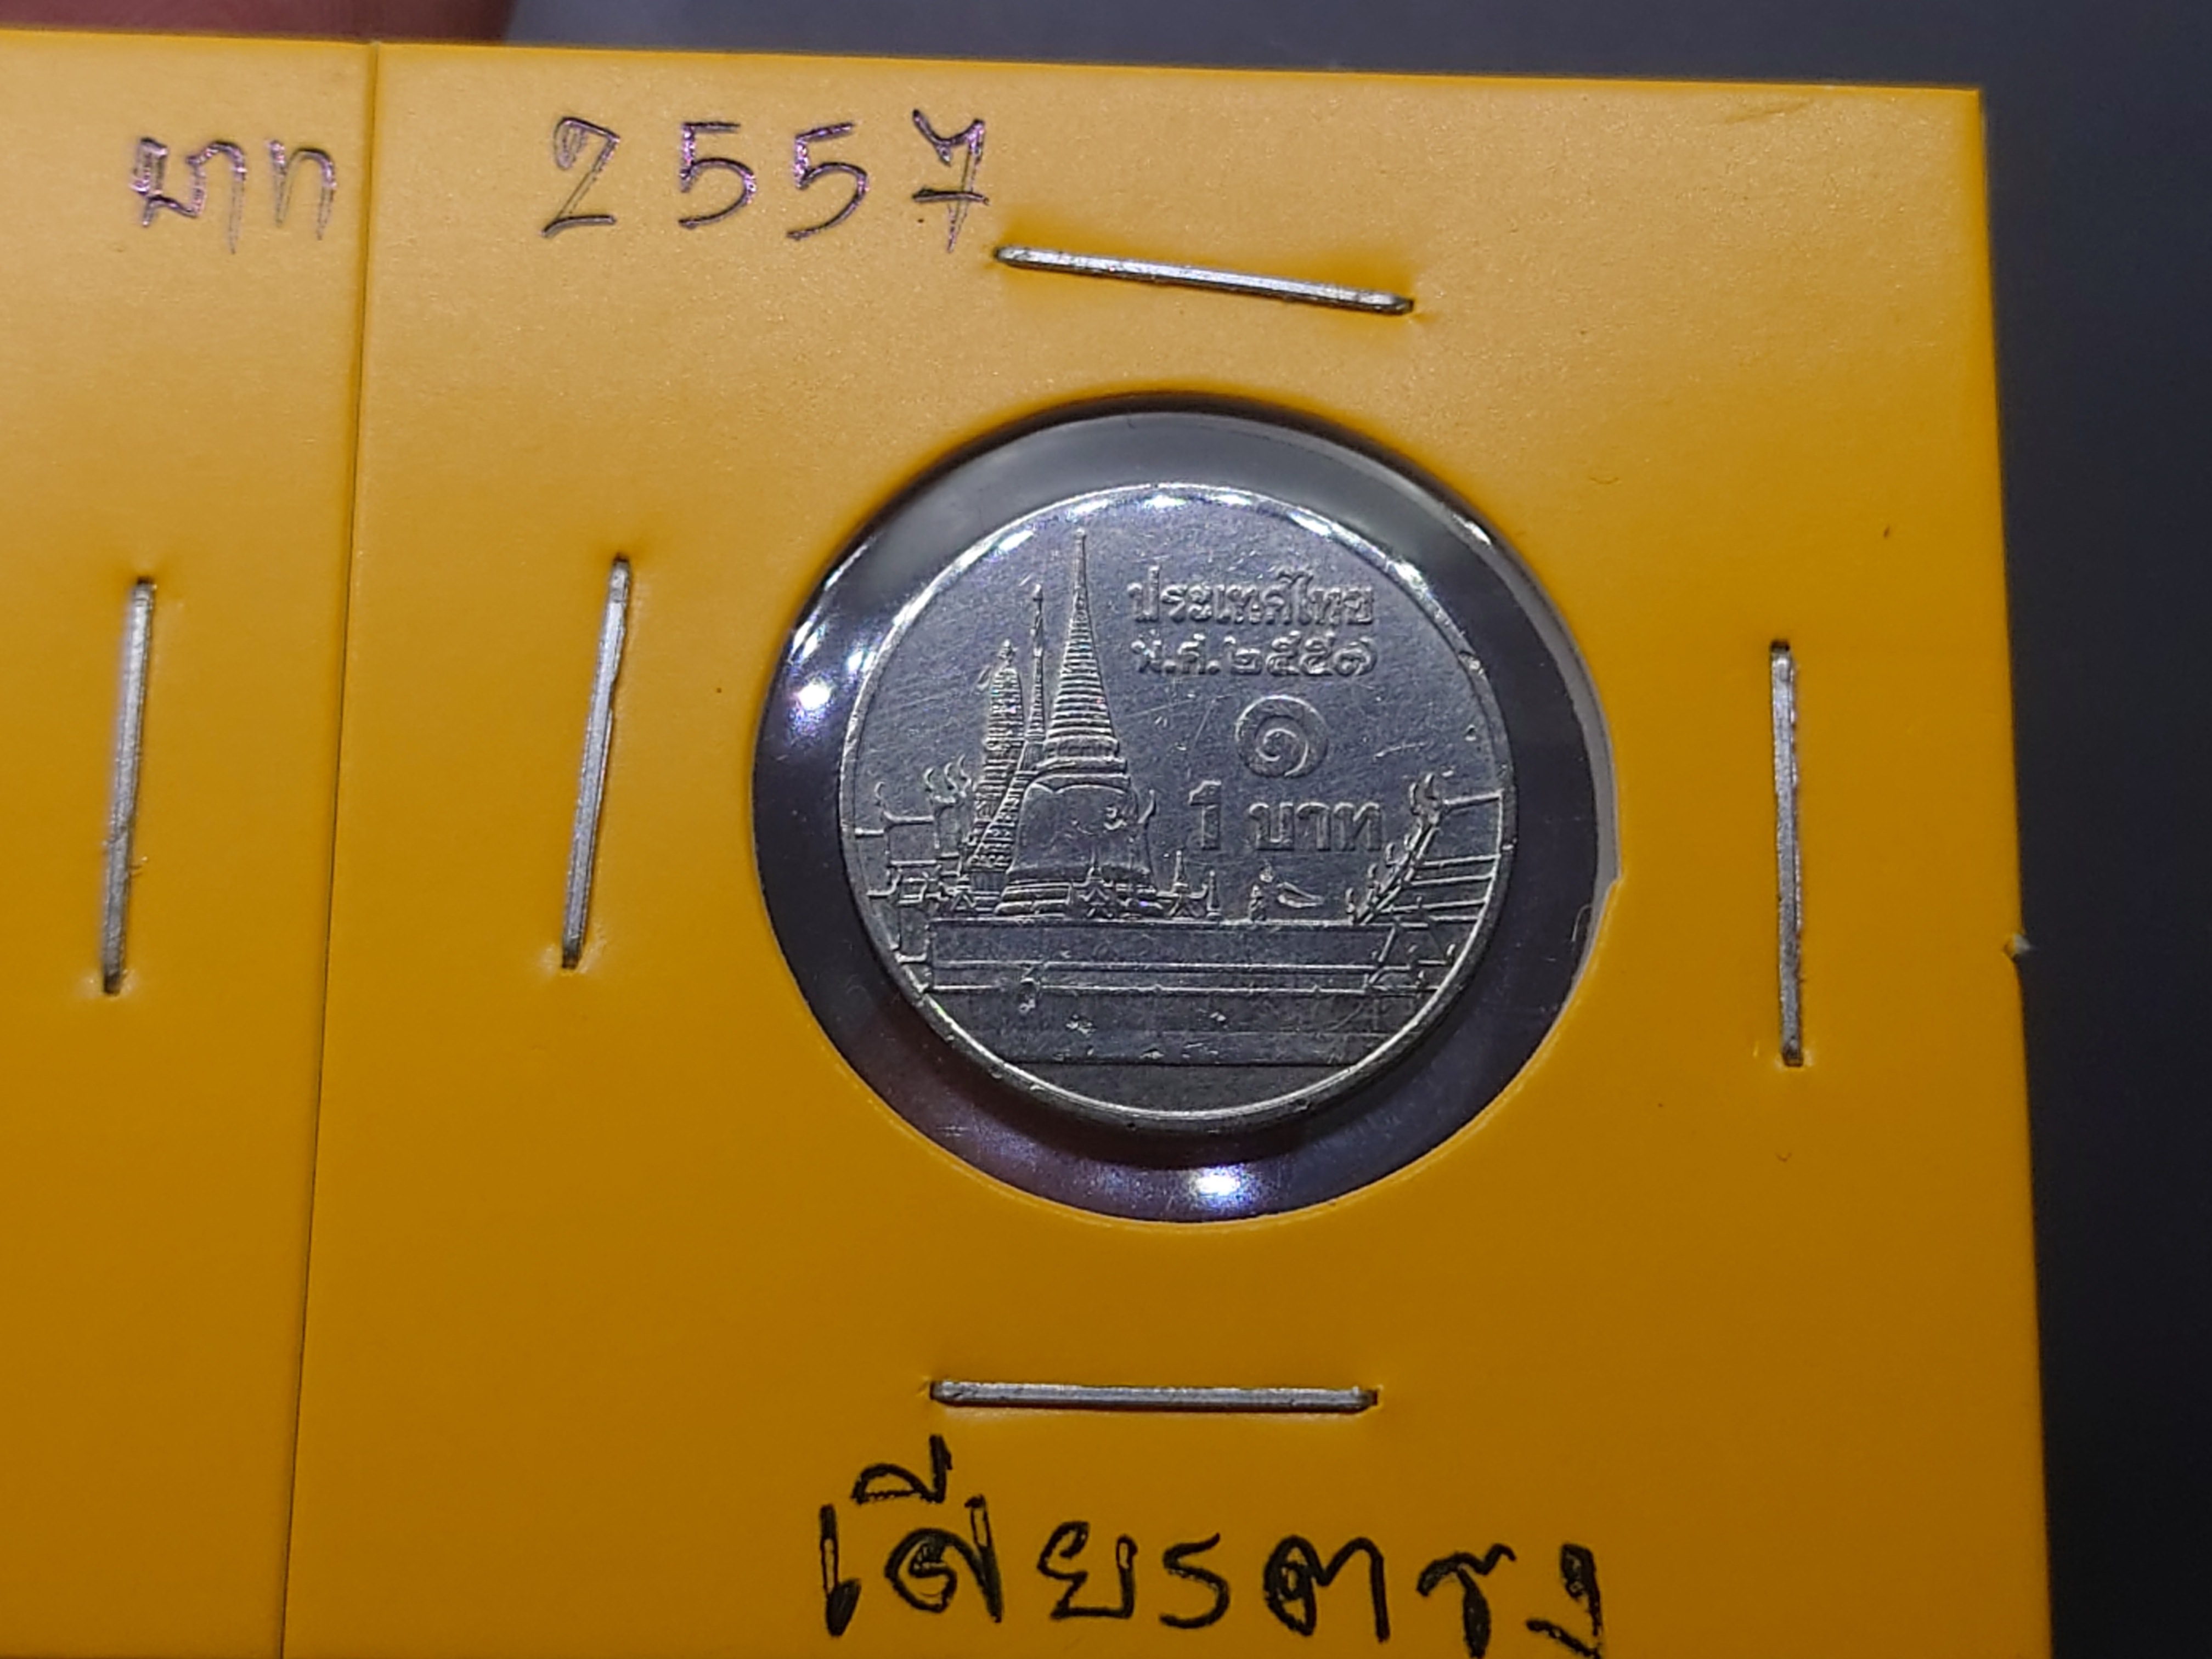 บาท
2557
ประเทศไทย
พ.ศ.๒๕๕๗
๑
1 บาท
เศียรตรง